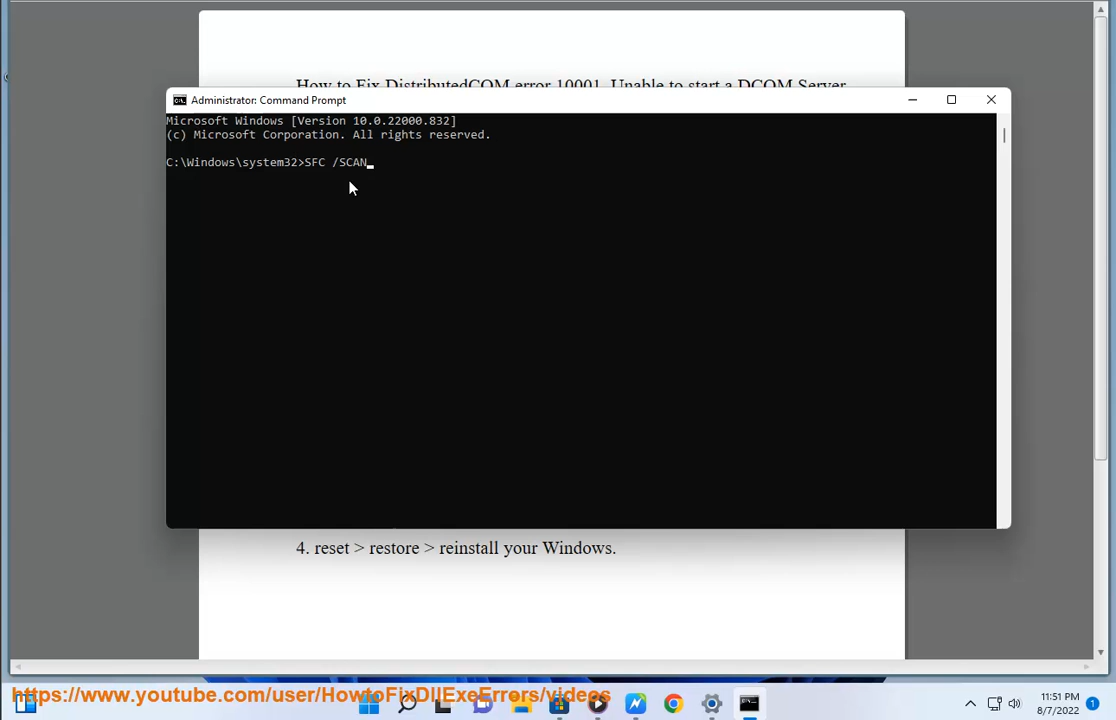 How to Fix DistributedCOM error 10001, Unable to start a DCOM Server
Administrator: Command Prompt
Microsoft Windows [Version 10.0.22000.832]
(c) Microsoft Corporation. All rights reserved.
C:\Windows\system32>SFC /SCAN_
4. reset > restore > reinstall your Windows.
https://www.youtube.com/user/HowtoFixDllExeErrors/videos
11:51 PM
8/7/2022
1